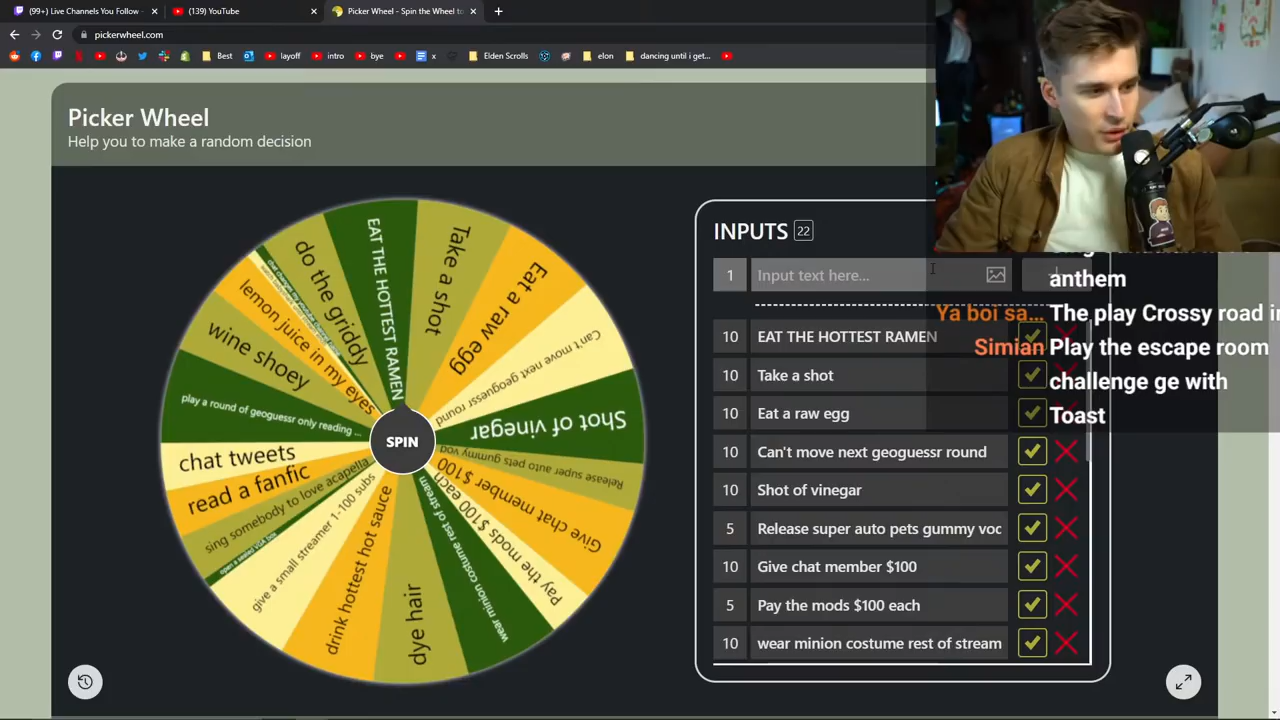 (99+) Live Channels You Follow -
(139) YouTube
Picker Wheel - Spin the Wheel to
pickerwheel.com
Best
layoff
intro
bye
x
Elden Scrolls
elon
dancing until i get...
Picker Wheel
Help you to make a random decision
EAT THE HOTTEST RAMEN
Take a shot
Eat a raw egg
Can't move next geoguessr round
Shot of vinegar
Release super auto pets gummy vod
Give chat member $100
Pay the mods $100 each
wear minion costume rest of stream
dye hair
drink hottest hot sauce
give a small streamer 1-100 subs
sing somebody to love acapella
read a fanfic
chat tweets
play a round of geoguessr only reading ...
wine shoey
lemon juice in my eyes
do the griddy
SPIN
INPUTS 22
1 Input text here...
10 EAT THE HOTTEST RAMEN
10 Take a shot
10 Eat a raw egg
10 Can't move next geoguessr round
10 Shot of vinegar
5 Release super auto pets gummy voc
10 Give chat member $100
5 Pay the mods $100 each
10 wear minion costume rest of stream
anthem
Ya boi sa... The play Crossy road in
Simian Play the escape room
challenge ge with
Toast